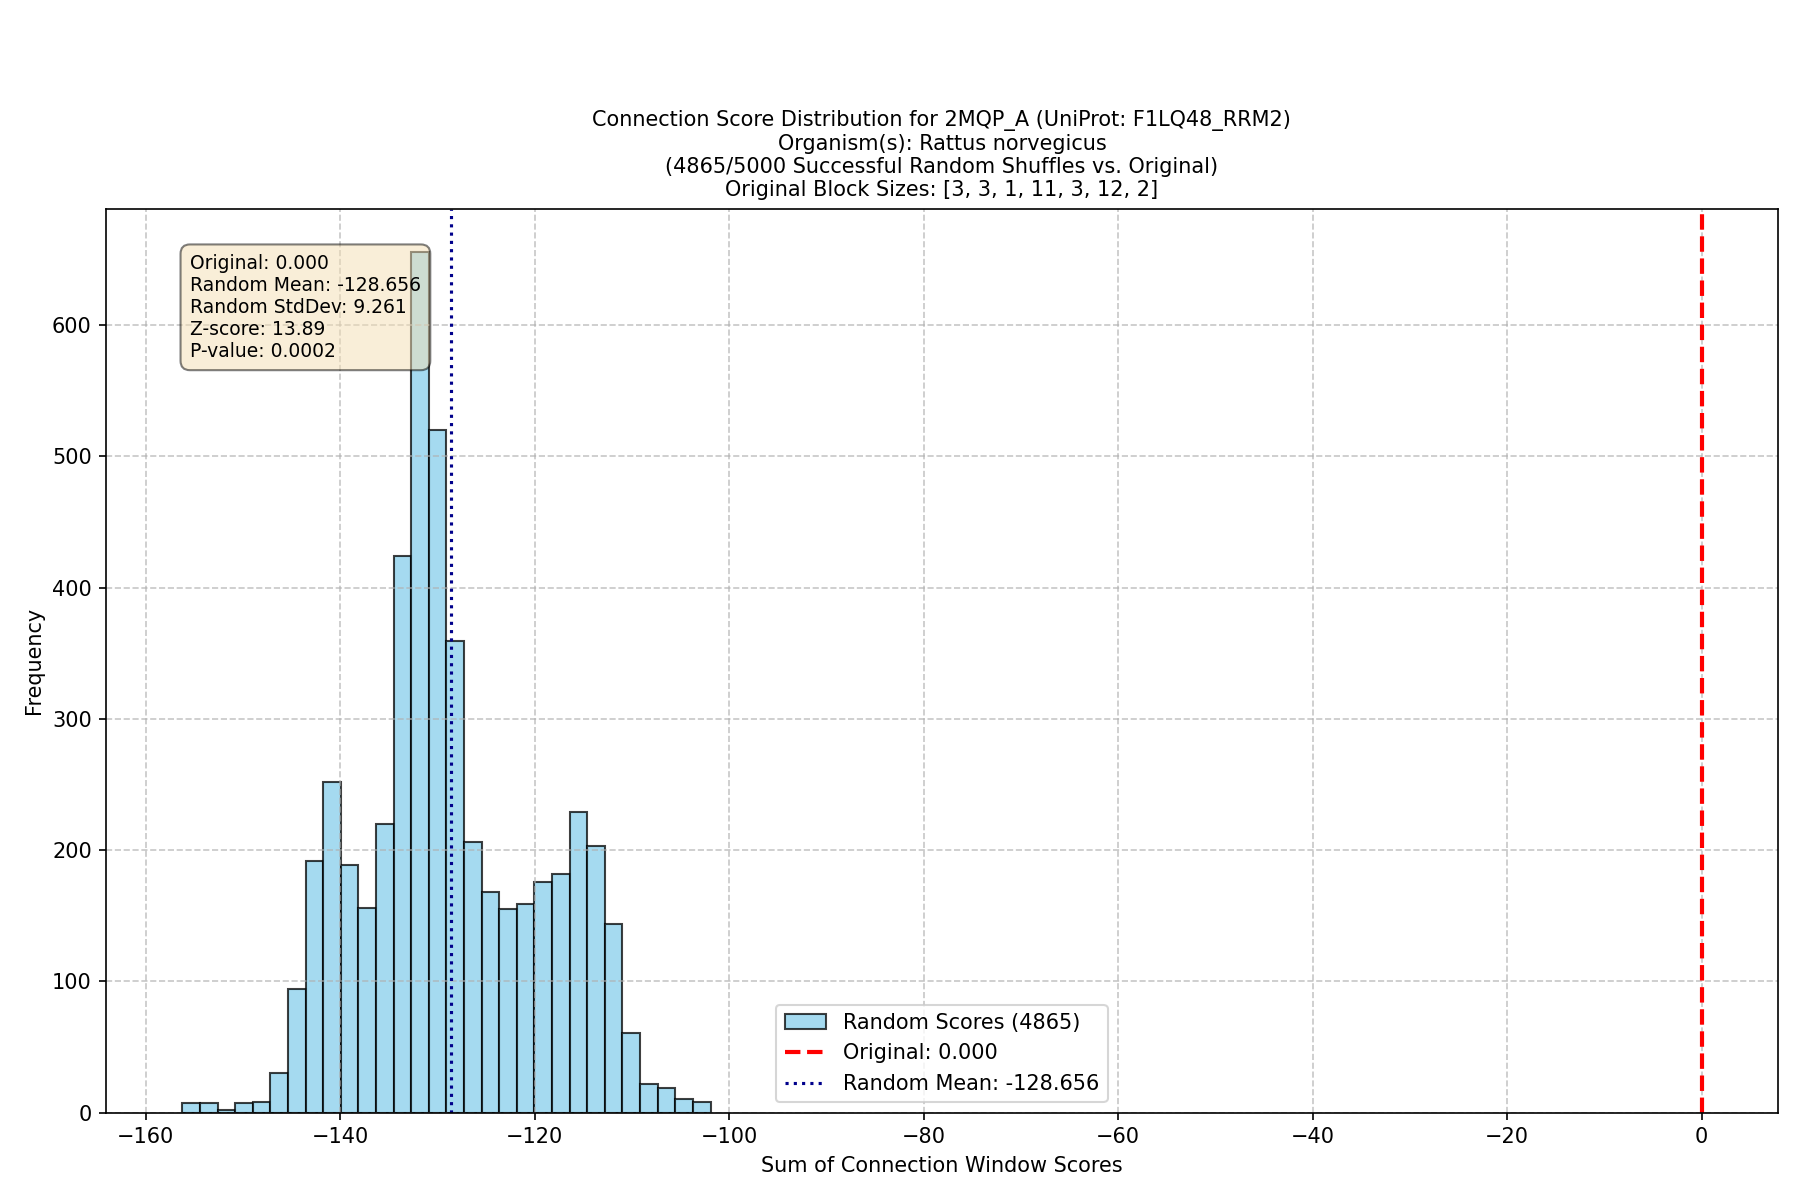 Connection Score Distribution for 2MQP_A (UniProt: F1LQ48_RRM2)
Organism(s): Rattus norvegicus
(4865/5000 Successful Random Shuffles vs. Original)
Original Block Sizes: [3, 3, 1, 11, 3, 12, 2]
Original: 0.000
Random Mean: -128.656
Random StdDev: 9.261
Z-score: 13.89
P-value: 0.0002
600
500
400
300
200
100
0
Frequency
Random Scores (4865)
Original: 0.000
Random Mean: -128.656
−160 −140 −120 −100 −80 −60 −40 −20 0
Sum of Connection Window Scores